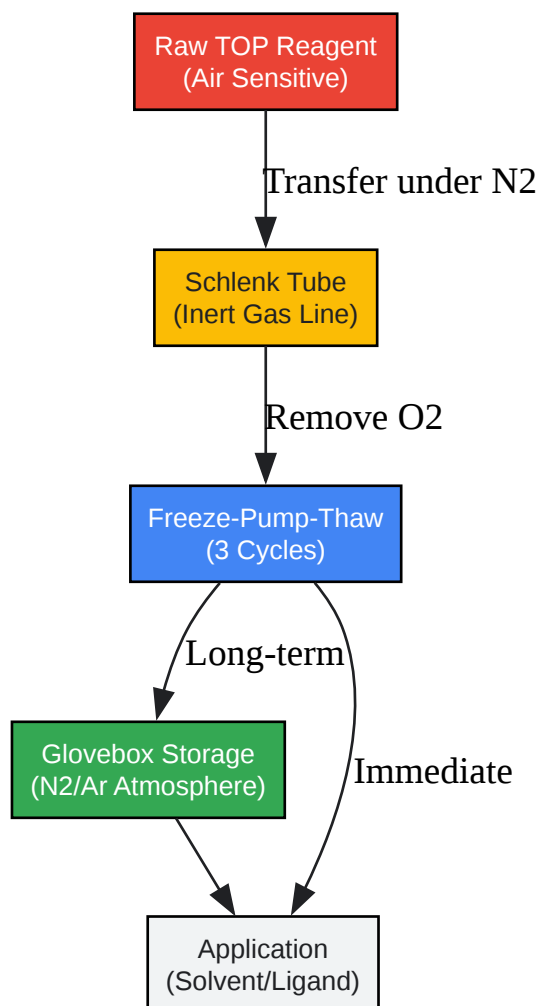 Raw TOP Reagent
(Air Sensitive)
Transfer under N2
Schlenk Tube
(Inert Gas Line)
Remove O2
Freeze-Pump-Thaw
(3 Cycles)
Long-term
Glovebox Storage
(N2/Ar Atmosphere)
Immediate
Application
(Solvent/Ligand)